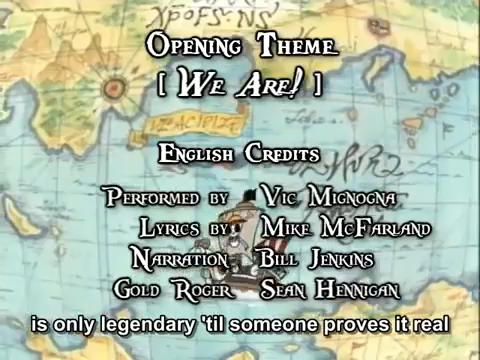 Opening Theme
[ We Are! ]
English Credits
Performed by Vic Mignogna
Lyrics by Mike McFarland
Narration Bill Jenkins
Gold Roger Sean Hennigan
is only legendary 'til someone proves it real